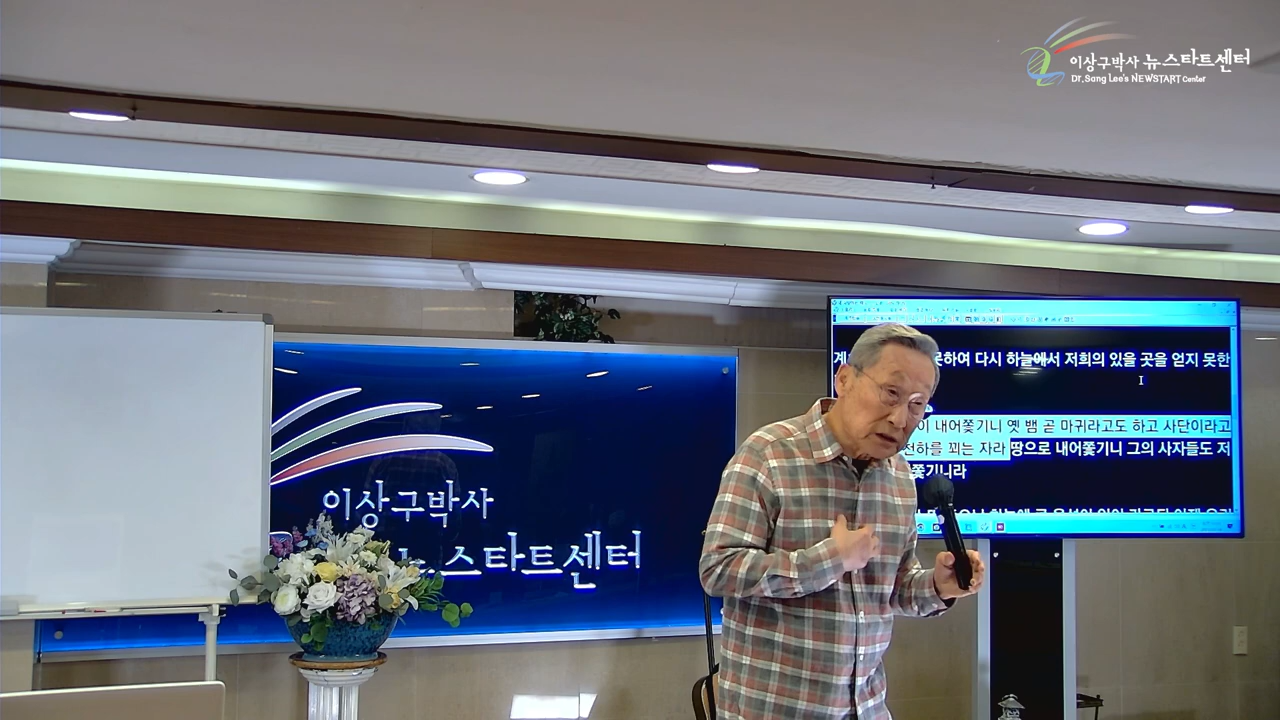 이상구박사 뉴스타트센터
Dr. Sang Lee's NEWSTART Center
못하여 다시 하늘에서 저희의 있을 곳을 얻지 못한
이 내어쫓기니 옛 뱀 곧 마귀라고도 하고 사단이라고
천하를 꾀는 자라 땅으로 내어쫓기니 그의 사자들도 저
쫓기니라
이상구박사
뉴스타트센터